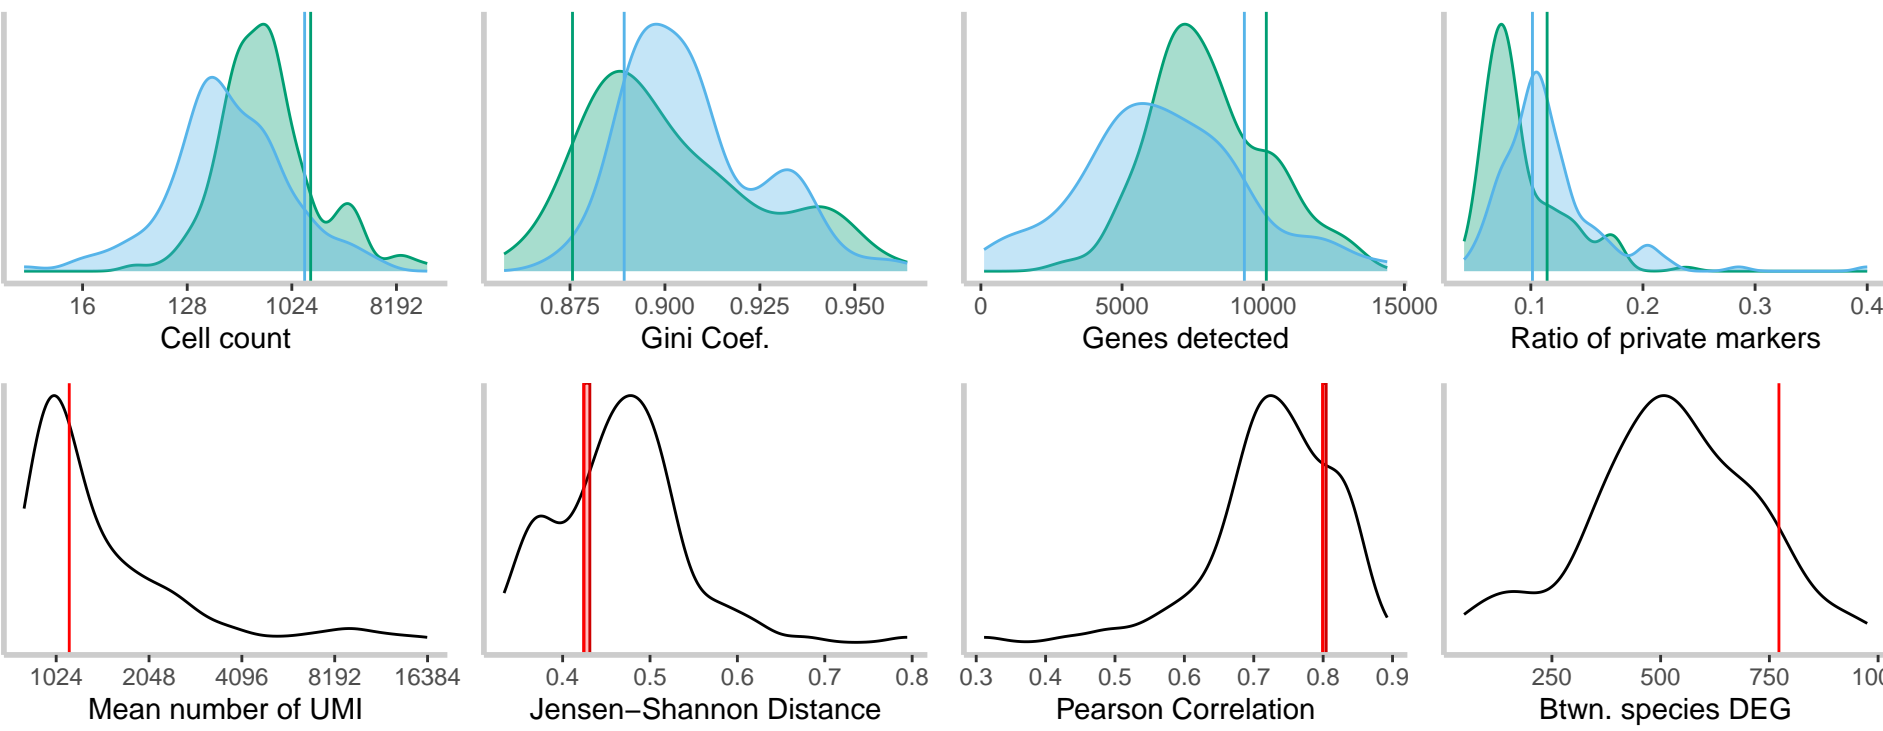 16 128 1024 8192
Cell count
0.875 0.900 0.925 0.950
Gini Coef.
0 5000 10000 15000
Genes detected
0.1 0.2 0.3 0.4
Ratio of private markers
1024 2048 4096 8192 16384
Mean number of UMI
0.4 0.5 0.6 0.7 0.8
Jensen−Shannon Distance
0.3 0.4 0.5 0.6 0.7 0.8 0.9
Pearson Correlation
250 500 750
Btwn. species DEG